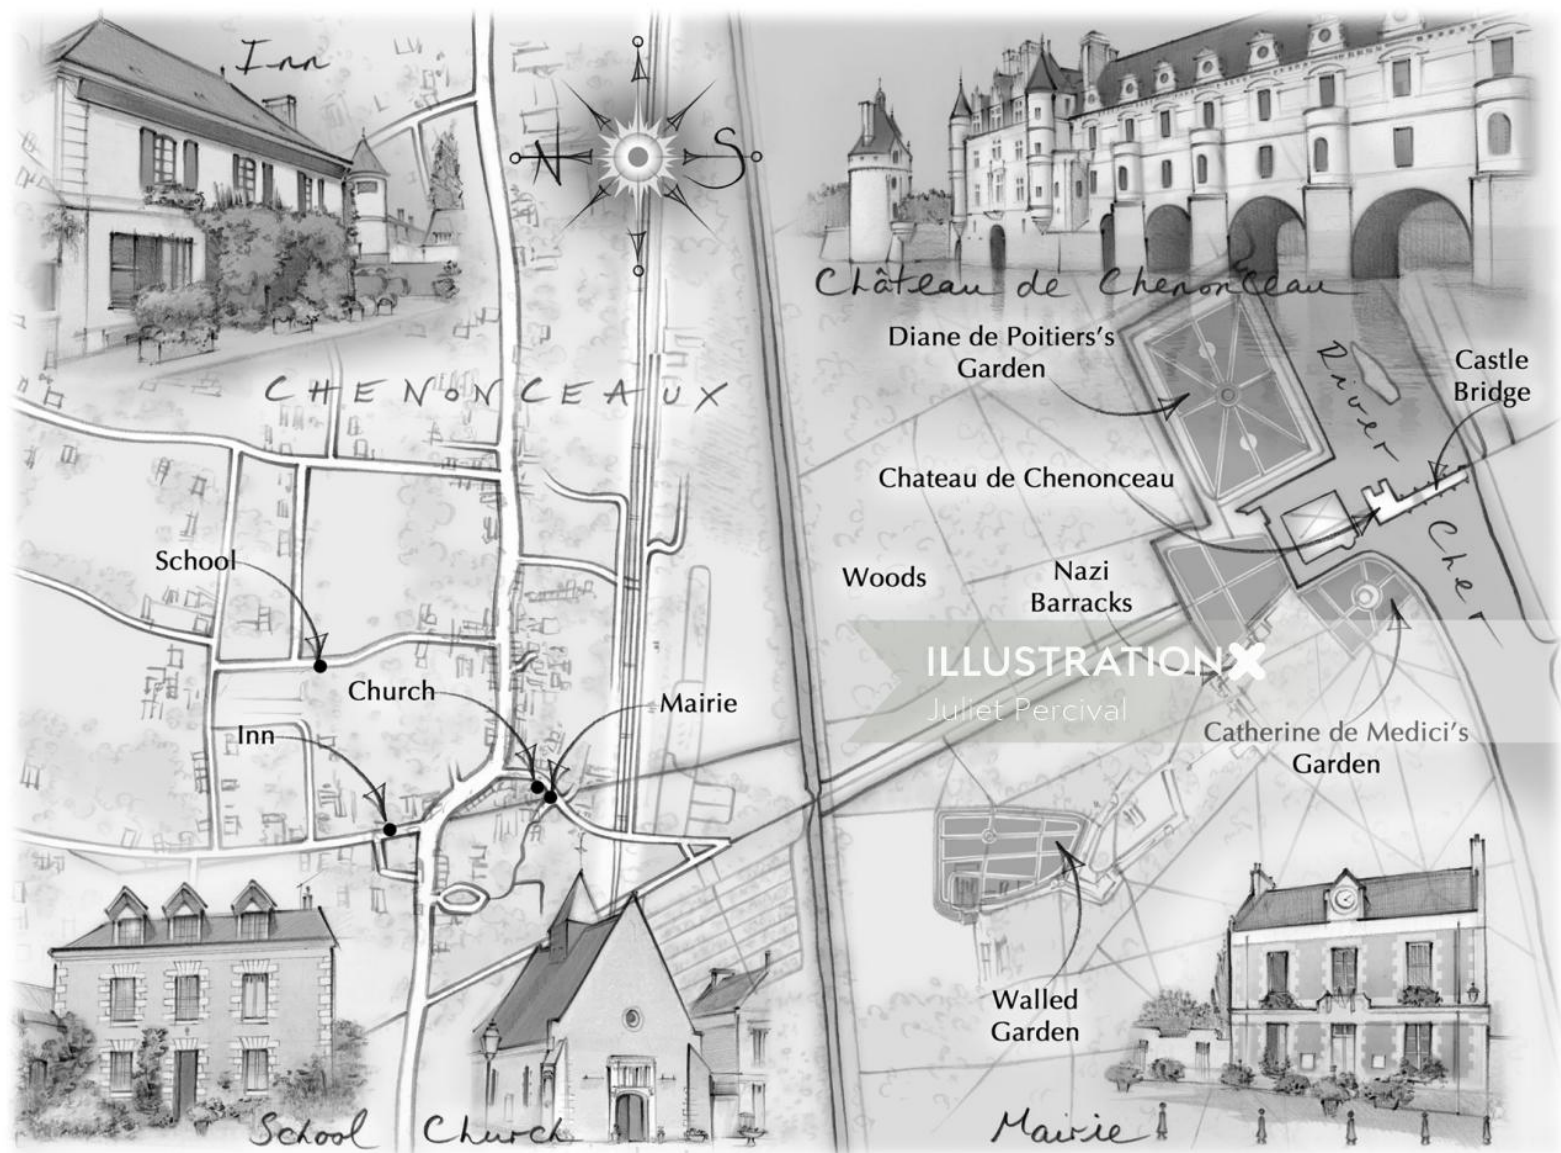 Inn
N
S
Château de Chenonceau
Diane de Poitiers's
Garden
River
Cher
Castle
Bridge
CHENONCEAUX
Chateau de Chenonceau
School
Woods
Nazi
Barracks
ILLUSTRATIONX
Juliet Percival
Church
Mairie
Inn
Catherine de Medici's
Garden
Walled
Garden
School
Church
Mairie